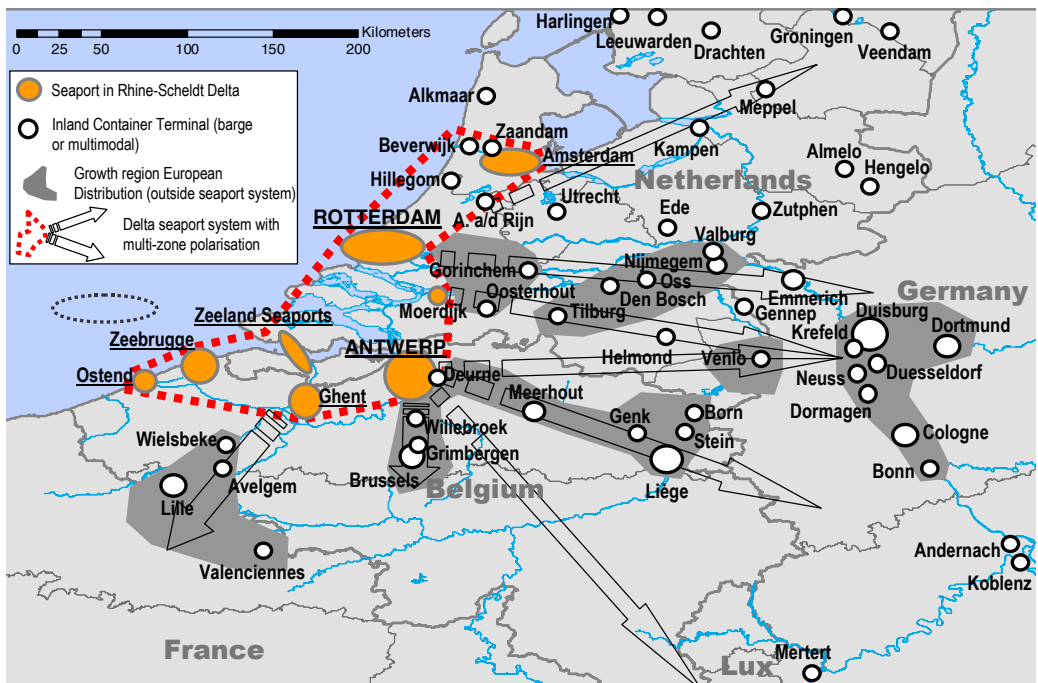 Kilometers
0 25 50 100 150 200
Seaport in Rhine-Scheldt Delta
Inland Container Terminal (barge
or multimodal)
Growth region European
Distribution (outside seaport system)
Delta seaport system with
multi-zone polarisation
Harlingen
Leeuwarden
Drachten
Groningen
Veendam
Alkmaar
Meppel
Beverwijk
Zaandam
Kampen
Amsterdam
Almelo
Hengelo
Hillegom
Netherlands
ROTTERDAM
A. a/d Rijn
Utrecht
Ede
Zutphen
Valburg
Gorinchem
Nijmegem
Oss
Oosterhout
Den Bosch
Emmerich
Germany
Moerdijk
Tilburg
Gennep
Duisburg
Zeeland Seaports
Krefeld
Dortmund
Zeebrugge
ANTWERP
Helmond
Venlo
Ostend
Deurne
Neuss
Duesseldorf
Ghent
Meerhout
Dormagen
Wielsbeke
Willebroek
Genk
Born
Stein
Cologne
Grimbergen
Avelgem
Brussels
Belgium
Liége
Bonn
Lille
Valenciennes
Andernach
Koblenz
France
Lux
Mertert